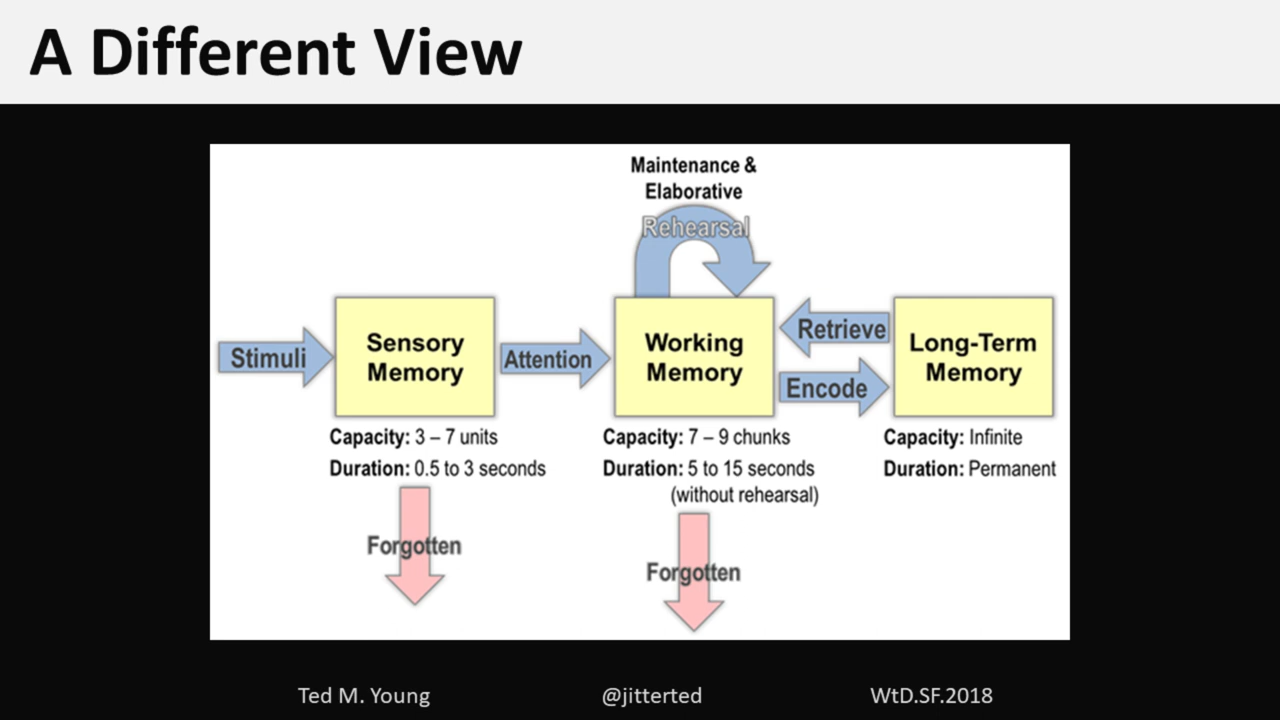 A Different View
Maintenance &
Elaborative
Rehearsal
Stimuli
Sensory
Memory
Attention
Working
Memory
Retrieve
Encode
Long-Term
Memory
Capacity: 3 – 7 units
Duration: 0.5 to 3 seconds
Forgotten
Capacity: 7 – 9 chunks
Duration: 5 to 15 seconds
(without rehearsal)
Forgotten
Capacity: Infinite
Duration: Permanent
Ted M. Young
@jitterted
WtD.SF.2018